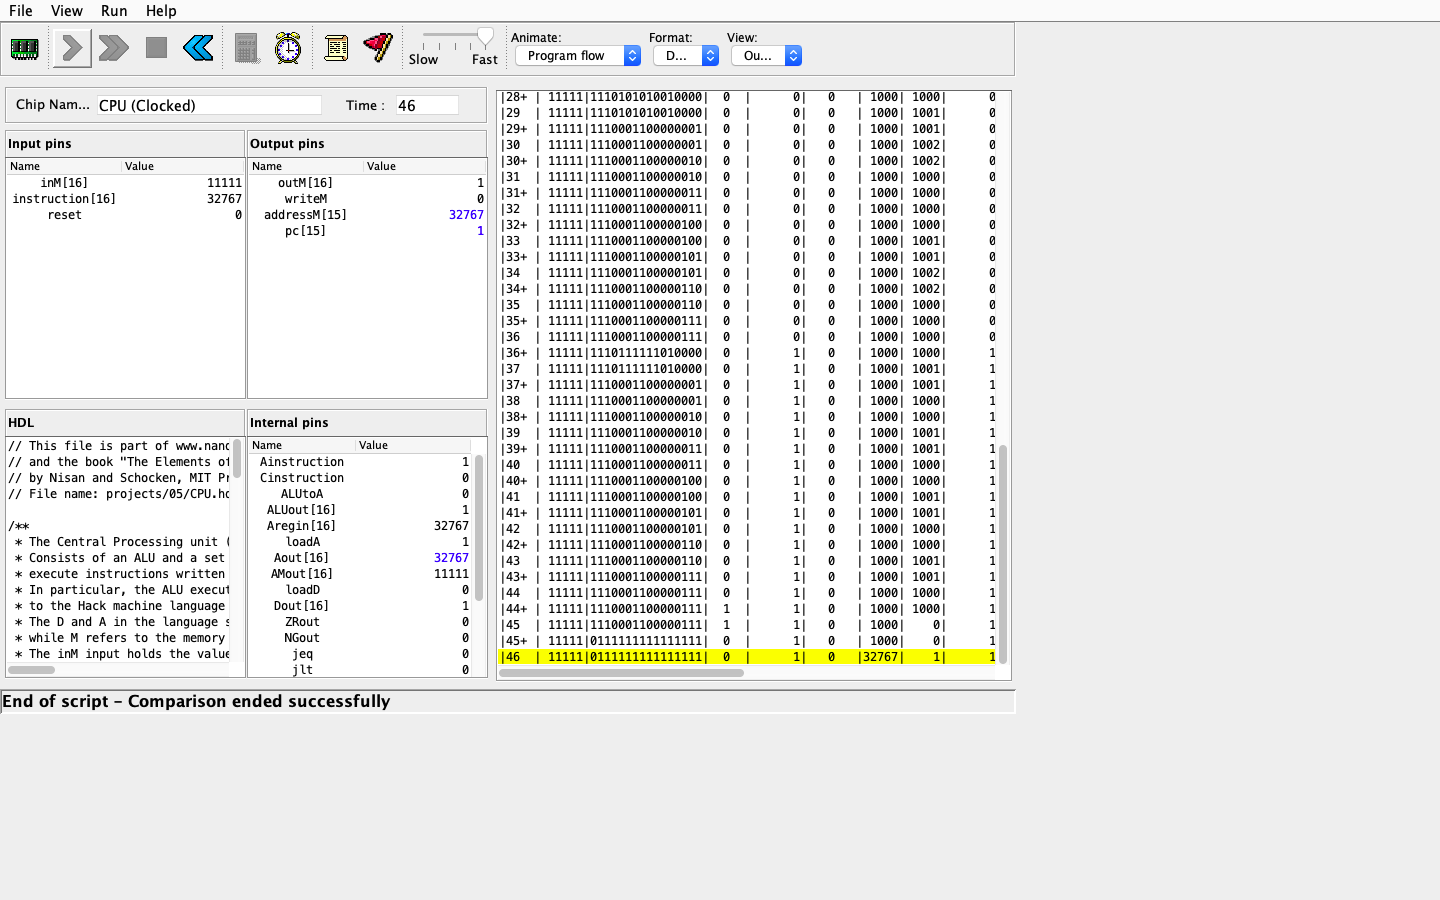 File View Run Help
Slow Fast
Animate: Format: View:
Program flow D... Ou...
Chip Nam... CPU (Clocked) Time : 46
Input pins
Name Value
inM[16] 11111
instruction[16] 32767
reset 0
Output pins
Name Value
outM[16] 1
writeM 0
addressM[15] 32767
pc[15] 1
HDL
// This file is part of www.nand
// and the book "The Elements of
// by Nisan and Schocken, MIT Pr
// File name: projects/05/CPU.hd
/**
* The Central Processing unit (
* Consists of an ALU and a set
* execute instructions written
* In particular, the ALU execut
* to the Hack machine language
* The D and A in the language s
* while M refers to the memory
* The inM input holds the value
Internal pins
Name Value
Ainstruction 1
Cinstruction 0
ALUtoA 0
ALUout[16] 1
Aregin[16] 32767
loadA 1
Aout[16] 32767
AMout[16] 11111
loadD 0
Dout[16] 1
ZRout 0
NGout 0
jeq 0
jlt 0
|28+ | 11111|1110101010010000| 0 | 0| 0 | 1000| 1000| 0
|29 | 11111|1110101010010000| 0 | 0| 0 | 1000| 1001| 0
|29+ | 11111|1110001100000001| 0 | 0| 0 | 1000| 1001| 0
|30 | 11111|1110001100000001| 0 | 0| 0 | 1000| 1002| 0
|30+ | 11111|1110001100000010| 0 | 0| 0 | 1000| 1002| 0
|31 | 11111|1110001100000010| 0 | 0| 0 | 1000| 1000| 0
|31+ | 11111|1110001100000011| 0 | 0| 0 | 1000| 1000| 0
|32 | 11111|1110001100000011| 0 | 0| 0 | 1000| 1000| 0
|32+ | 11111|1110001100000100| 0 | 0| 0 | 1000| 1000| 0
|33 | 11111|1110001100000100| 0 | 0| 0 | 1000| 1001| 0
|33+ | 11111|1110001100000101| 0 | 0| 0 | 1000| 1001| 0
|34 | 11111|1110001100000101| 0 | 0| 0 | 1000| 1002| 0
|34+ | 11111|1110001100000110| 0 | 0| 0 | 1000| 1002| 0
|35 | 11111|1110001100000110| 0 | 0| 0 | 1000| 1000| 0
|35+ | 11111|1110001100000111| 0 | 0| 0 | 1000| 1000| 0
|36 | 11111|1110001100000111| 0 | 0| 0 | 1000| 1000| 0
|36+ | 11111|1110111111010000| 0 | 1| 0 | 1000| 1000| 1
|37 | 11111|1110111111010000| 0 | 1| 0 | 1000| 1001| 1
|37+ | 11111|1110001100000001| 0 | 1| 0 | 1000| 1001| 1
|38 | 11111|1110001100000001| 0 | 1| 0 | 1000| 1000| 1
|38+ | 11111|1110001100000010| 0 | 1| 0 | 1000| 1000| 1
|39 | 11111|1110001100000010| 0 | 1| 0 | 1000| 1001| 1
|39+ | 11111|1110001100000011| 0 | 1| 0 | 1000| 1001| 1
|40 | 11111|1110001100000011| 0 | 1| 0 | 1000| 1000| 1
|40+ | 11111|1110001100000100| 0 | 1| 0 | 1000| 1000| 1
|41 | 11111|1110001100000100| 0 | 1| 0 | 1000| 1001| 1
|41+ | 11111|1110001100000101| 0 | 1| 0 | 1000| 1001| 1
|42 | 11111|1110001100000101| 0 | 1| 0 | 1000| 1000| 1
|42+ | 11111|1110001100000110| 0 | 1| 0 | 1000| 1000| 1
|43 | 11111|1110001100000110| 0 | 1| 0 | 1000| 1001| 1
|43+ | 11111|1110001100000111| 0 | 1| 0 | 1000| 1001| 1
|44 | 11111|1110001100000111| 0 | 1| 0 | 1000| 1000| 1
|44+ | 11111|1110001100000111| 1 | 1| 0 | 1000| 1000| 1
|45 | 11111|1110001100000111| 1 | 1| 0 | 1000| 0| 1
|45+ | 11111|0111111111111111| 0 | 1| 0 | 1000| 0| 1
|46 | 11111|0111111111111111| 0 | 1| 0 |32767| 1| 1
End of script – Comparison ended successfully